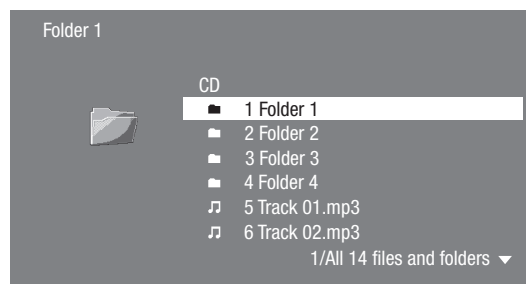 Folder 1
CD
1 Folder 1
2 Folder 2
3 Folder 3
4 Folder 4
5 Track 01.mp3
6 Track 02.mp3
1/All 14 files and folders